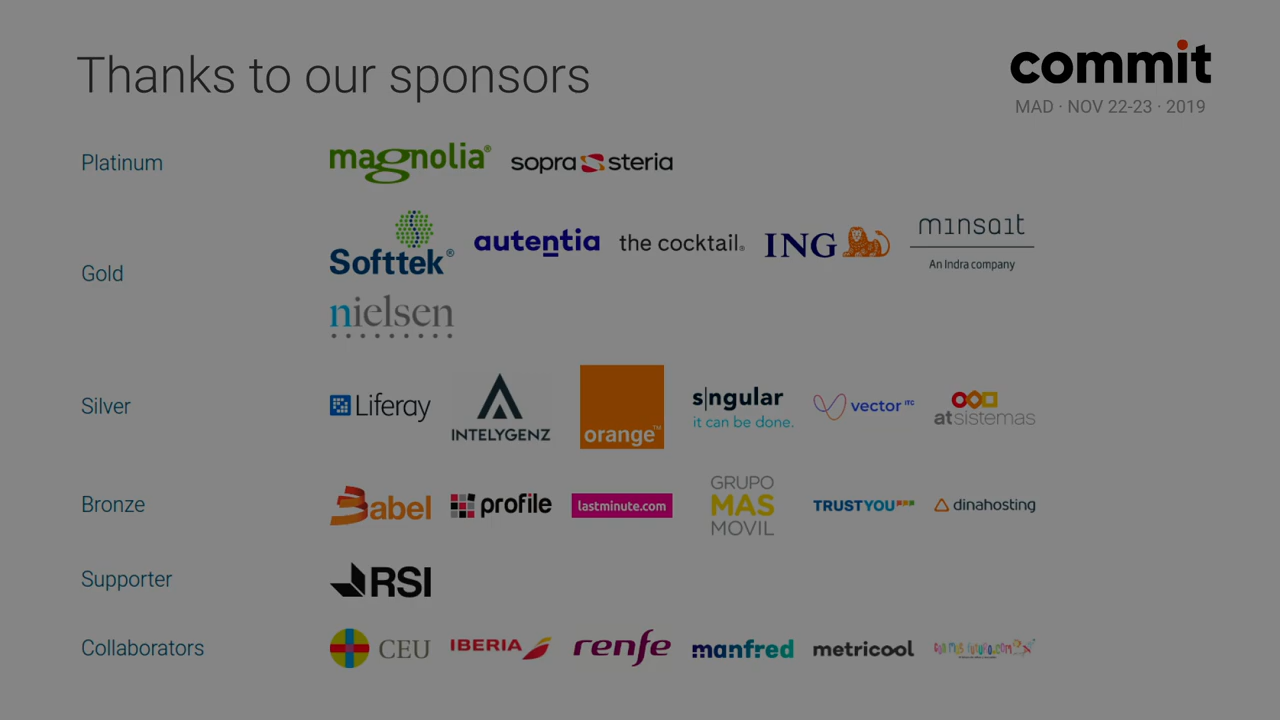 Thanks to our sponsors
commit
MAD · NOV 22-23 · 2019
Platinum
magnolia®
sopra steria
Gold
Softtek®
autentia
the cocktail®
ING
minsait
An Indra company
nielsen
Silver
Liferay
INTELYGENZ
orange™
s|ngular
it can be done.
vector ITC
atsistemas
Bronze
Babel
profile
lastminute.com
GRUPO
MAS
MOVIL
TRUSTYOU
dinahosting
Supporter
RSI
Collaborators
CEU
IBERIA
renfe
manfred
metricool